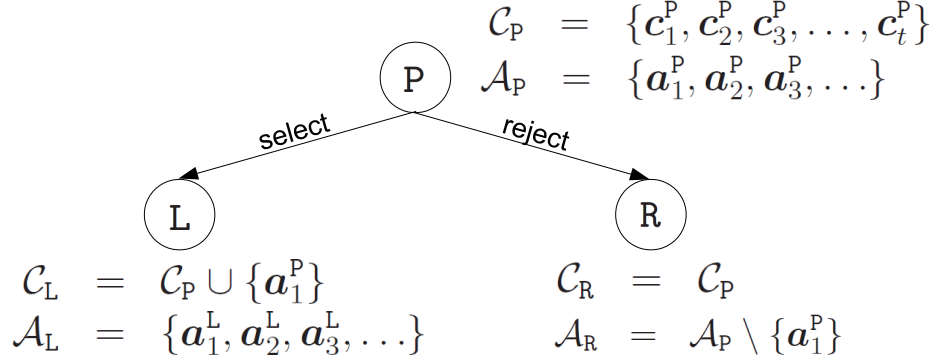 𝒞_P = {𝒄_1^P, 𝒄_2^P, 𝒄_3^P, . . . , 𝒄_t^P}
P
𝒜_P = {𝒂_1^P, 𝒂_2^P, 𝒂_3^P, . . .}
select
reject
L
R
𝒞_L = 𝒞_P ∪ {𝒂_1^P}
𝒜_L = {𝒂_1^L, 𝒂_2^L, 𝒂_3^L, . . .}
𝒞_R = 𝒞_P
𝒜_R = 𝒜_P \ {𝒂_1^P}